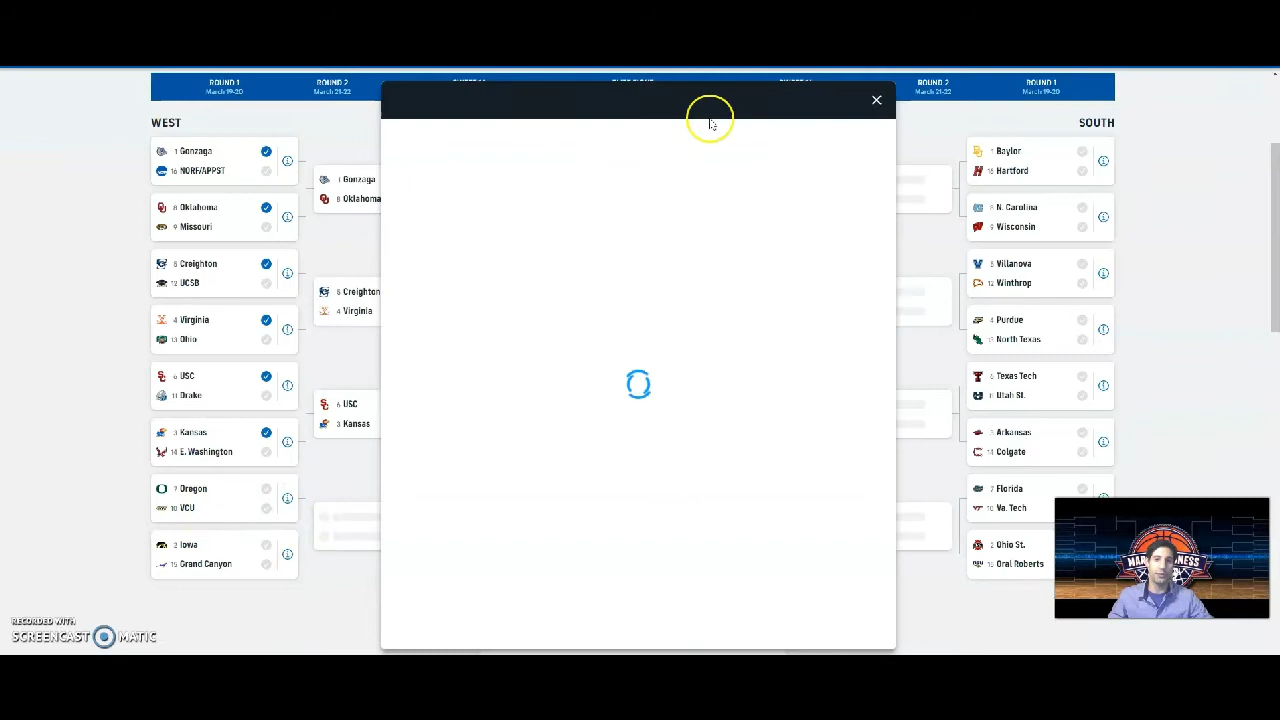 ROUND 1
March 19-20
ROUND 2
March 21-22
ROUND 2
March 21-22
ROUND 1
March 19-20
WEST
SOUTH
1 Gonzaga
16 NORF/APPST
8 Oklahoma
9 Missouri
5 Creighton
12 UCSB
4 Virginia
13 Ohio
6 USC
11 Drake
3 Kansas
14 E. Washington
7 Oregon
10 VCU
2 Iowa
15 Grand Canyon
1 Gonzaga
8 Oklahoma
5 Creighton
4 Virginia
6 USC
3 Kansas
1 Baylor
16 Hartford
8 N. Carolina
9 Wisconsin
5 Villanova
12 Winthrop
4 Purdue
13 North Texas
6 Texas Tech
11 Utah St.
3 Arkansas
14 Colgate
7 Florida
10 Va. Tech
2 Ohio St.
15 Oral Roberts
RECORDED WITH
SCREENCAST MATIC